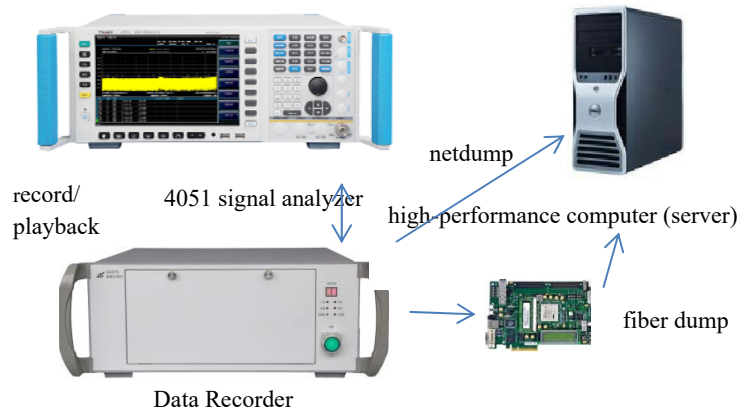 netdump
record/
playback
4051 signal analyzer
high-performance computer (server)
fiber dump
Data Recorder